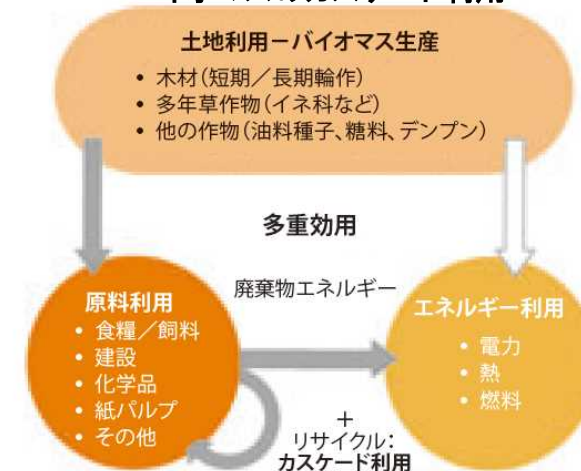 土地利用－バイオマス生産
• 木材（短期／長期輪作）
• 多年草作物（イネ科など）
• 他の作物（油料種子、糖料、デンプン）
多重効用
廃棄物エネルギー
原料利用
• 食糧／飼料
• 建設
• 化学品
• 紙パルプ
• その他
エネルギー利用
• 電力
• 熱
• 燃料
+
リサイクル：
カスケード利用